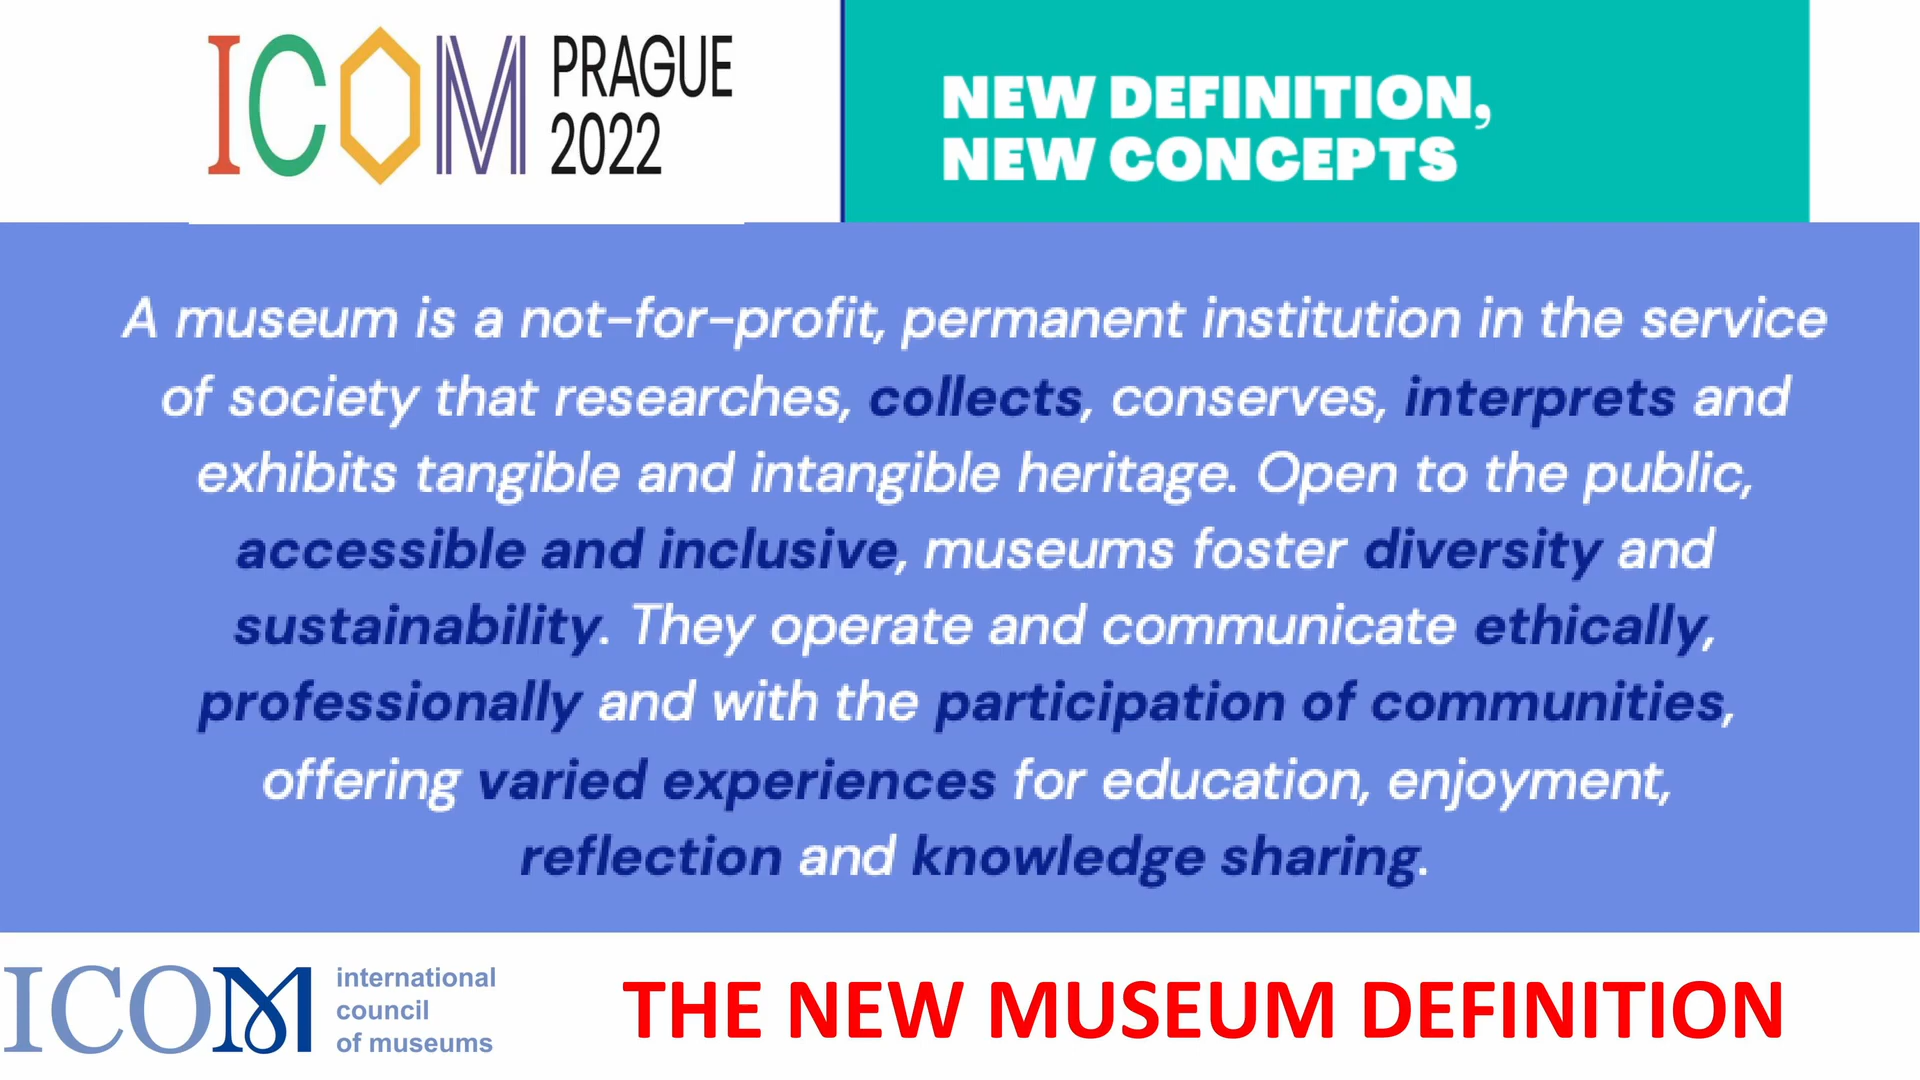 ICOM PRAGUE
2022
NEW DEFINITION,
NEW CONCEPTS
A museum is a not-for-profit, permanent institution in the service
of society that researches, collects, conserves, interprets and
exhibits tangible and intangible heritage. Open to the public,
accessible and inclusive, museums foster diversity and
sustainability. They operate and communicate ethically,
professionally and with the participation of communities,
offering varied experiences for education, enjoyment,
reflection and knowledge sharing.
ICOM
international
council
of museums
THE NEW MUSEUM DEFINITION